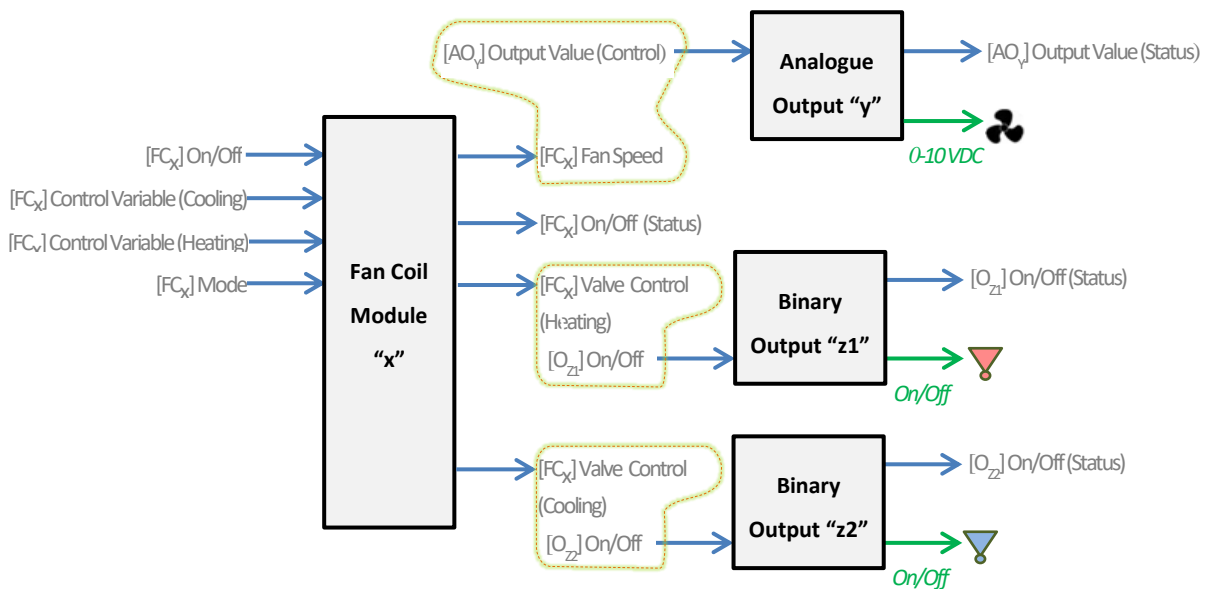 [AOY] Output Value (Control)
[AOY] Output Value (Status)
Analogue
Output “y”
0-10 VDC
[FCX] On/Off
[FCX] Control Variable (Cooling)
[FCX] Control Variable (Heating)
[FCX] Mode
Fan Coil
Module
“x”
[FCX] Fan Speed
[FCX] On/Off (Status)
[FCX] Valve Control
(Heating)
[OZ1] On/Off
Binary
Output “z1”
[OZ1] On/Off (Status)
On/Off
[FCX] Valve Control
(Cooling)
[OZ2] On/Off
Binary
Output “z2”
[OZ2] On/Off (Status)
On/Off